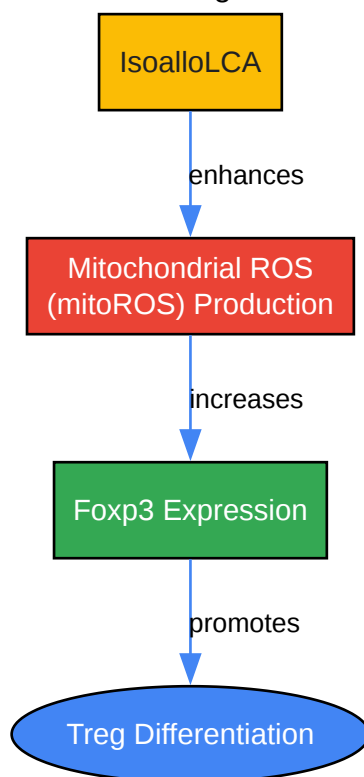 IsoalloLCA
enhances
Mitochondrial ROS
(mitoROS) Production
increases
Foxp3 Expression
promotes
Treg Differentiation